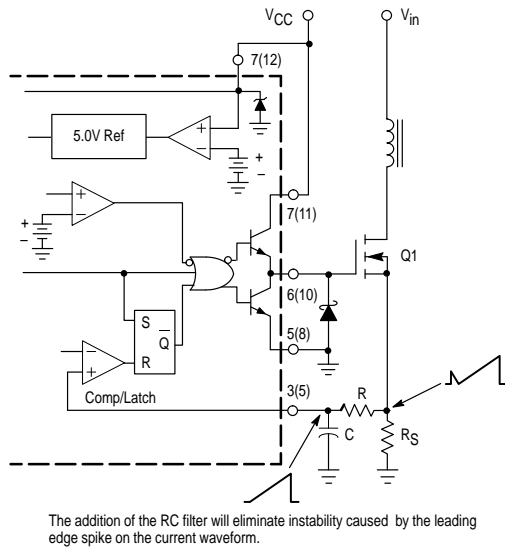 VCC
Vin
7(12)
5.0V Ref
+
−
+
−
+
−
+
−
7(11)
Q1
6(10)
S
Q
R
5(8)
−
+
Comp/Latch
3(5)
R
C
RS
The addition of the RC filter will eliminate instability caused by the leading
edge spike on the current waveform.